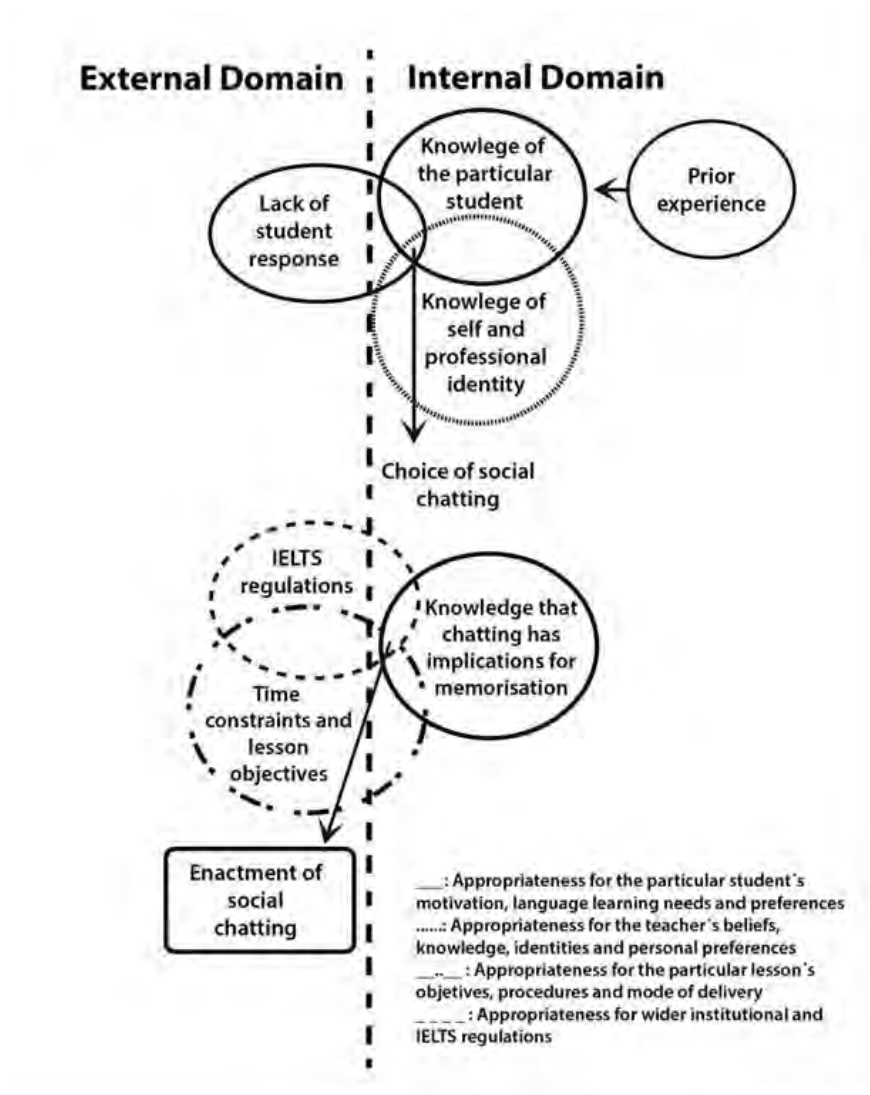 External Domain
Internal Domain
Knowlege of
the particular
student
Prior
experience
Lack of
student
response
Knowlege of
self and
professional
identity
Choice of social
chatting
IELTS
regulations
Knowledge that
chatting has
implications for
memorisation
Time
constraints and
lesson
objectives
Enactment of
social
chatting
___: Appropriateness for the particular student´s
motivation, language learning needs and preferences
......: Appropriateness for the teacher´s beliefs,
knowledge, identities and personal preferences
__..__ : Appropriateness for the particular lesson´s
objetives, procedures and mode of delivery
_ _ _ _ : Appropriateness for wider institutional and
IELTS regulations